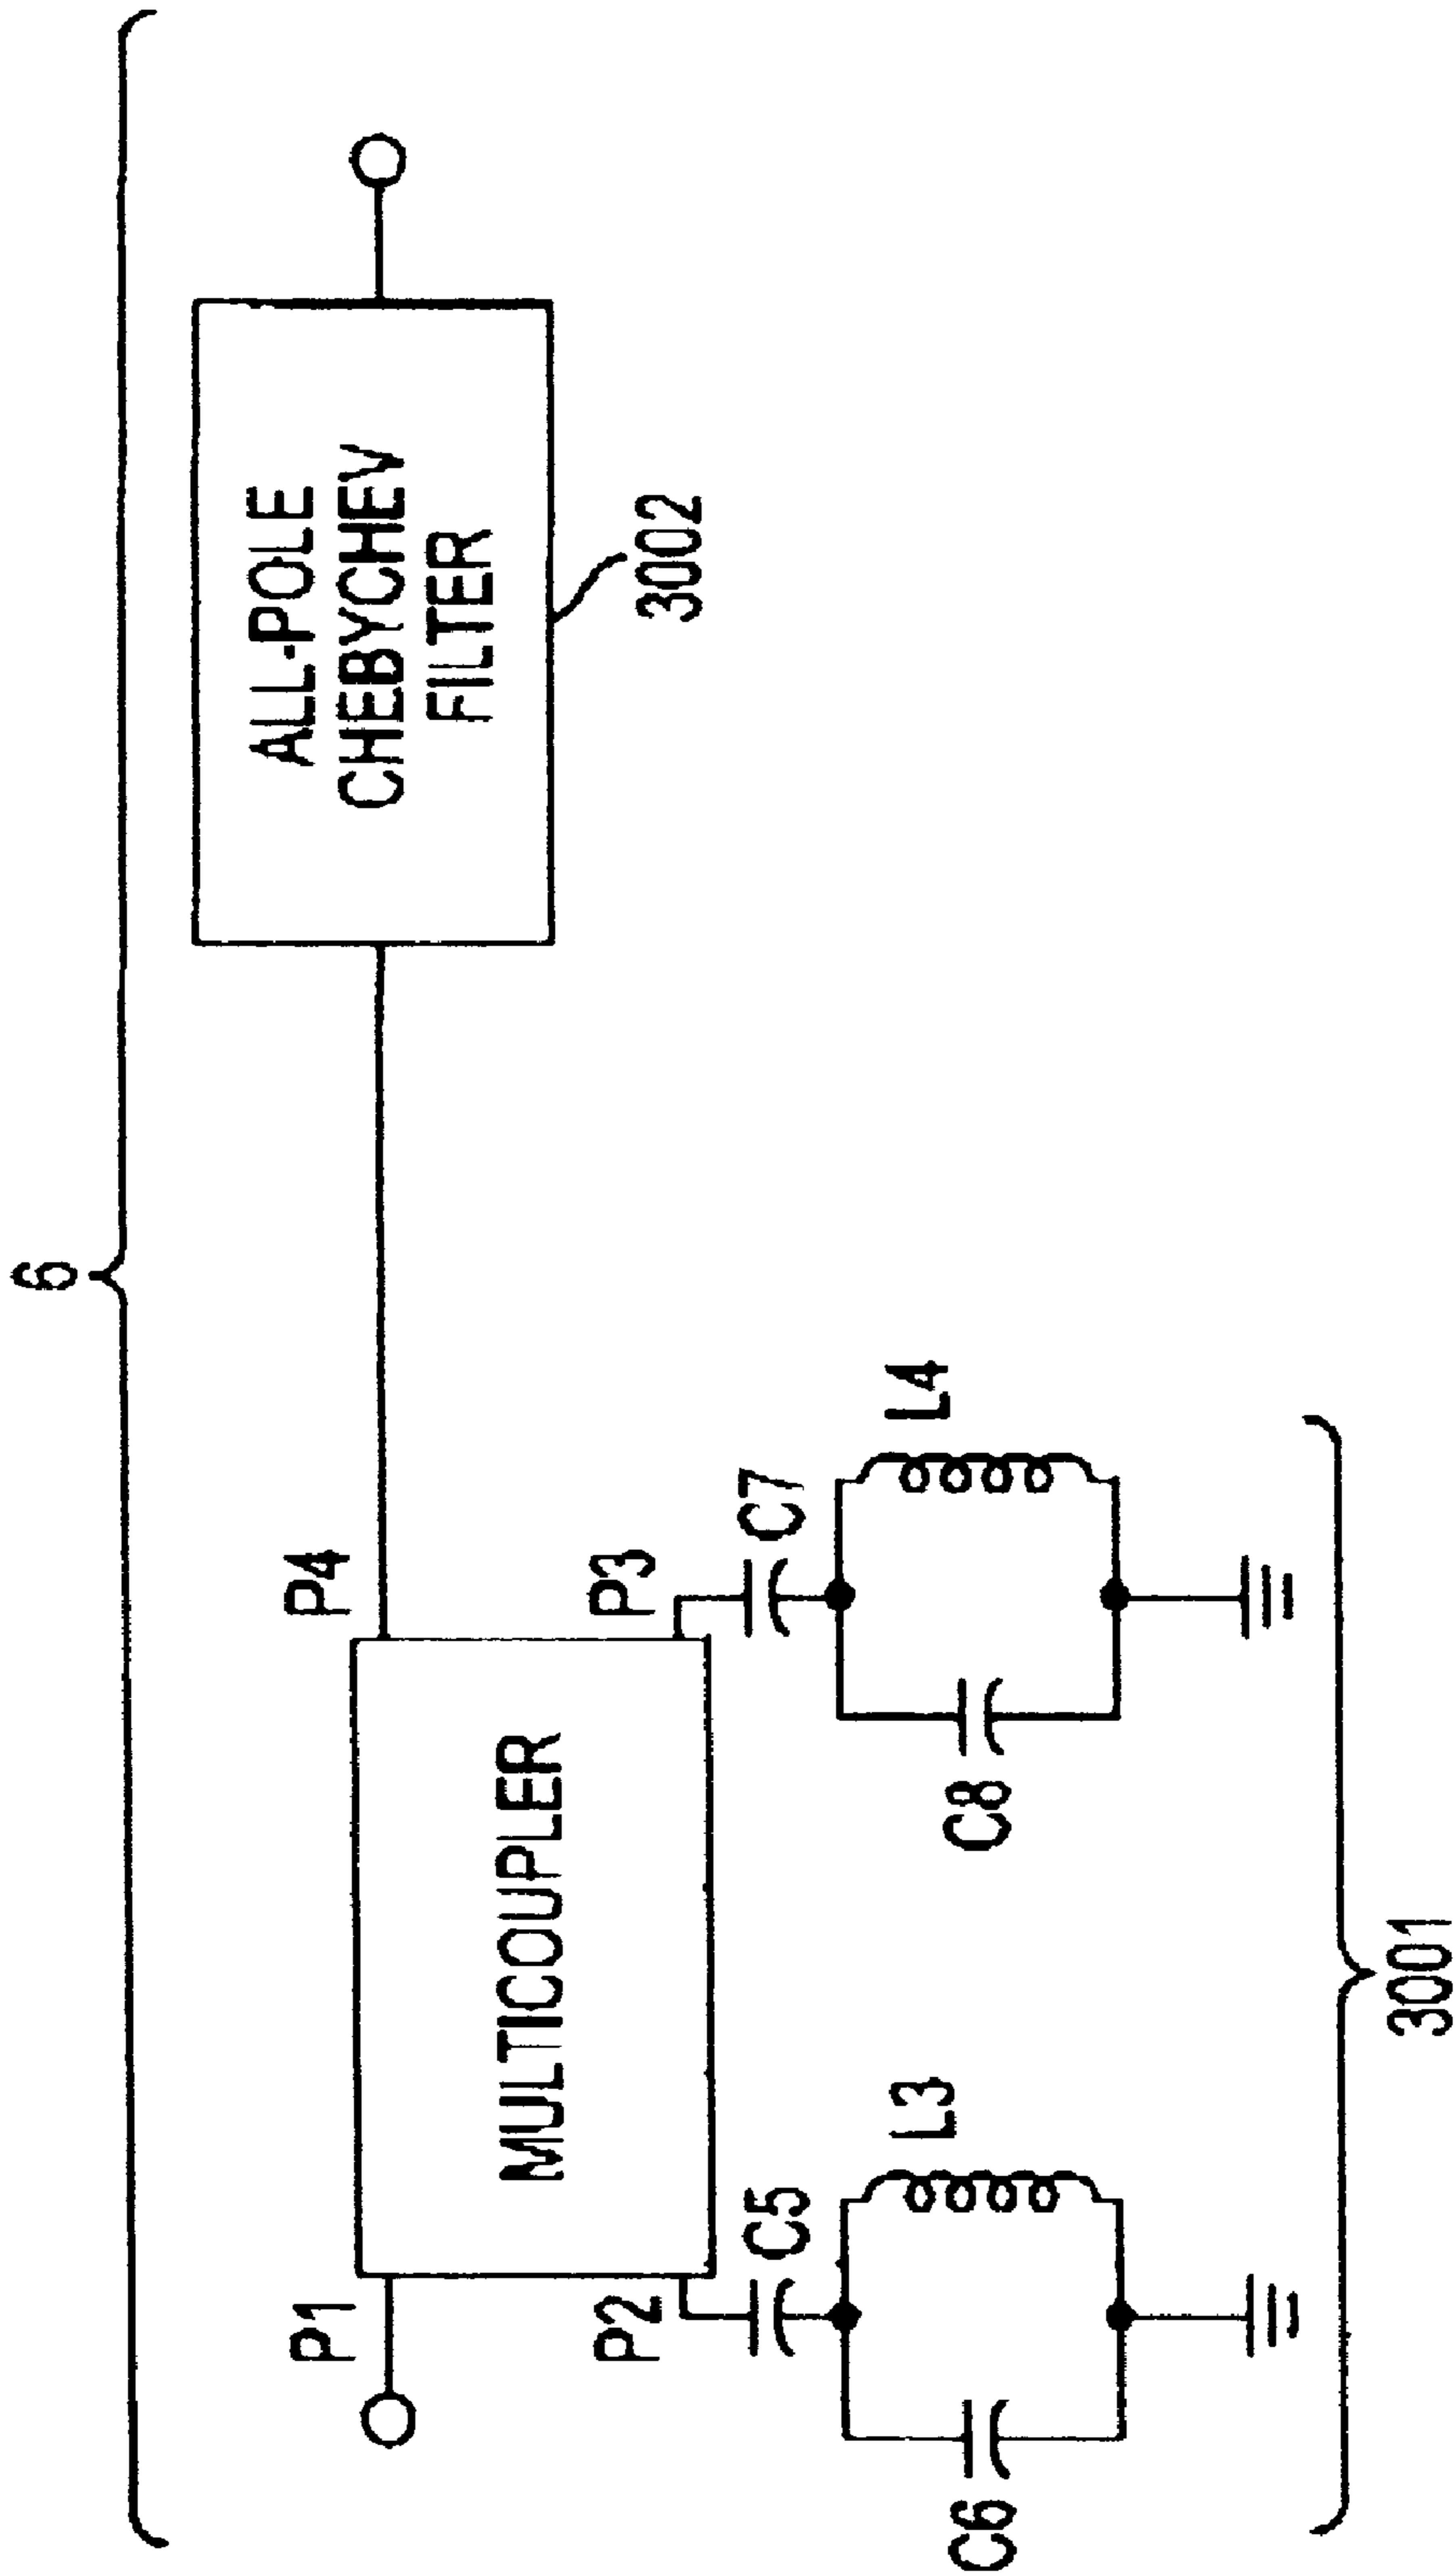 6
ALL-POLE
CHEBYCHEV
FILTER
3002
P1
P4
MULTICOUPLER
P2
P3
C5
C7
L3
L4
C6
C8
3001